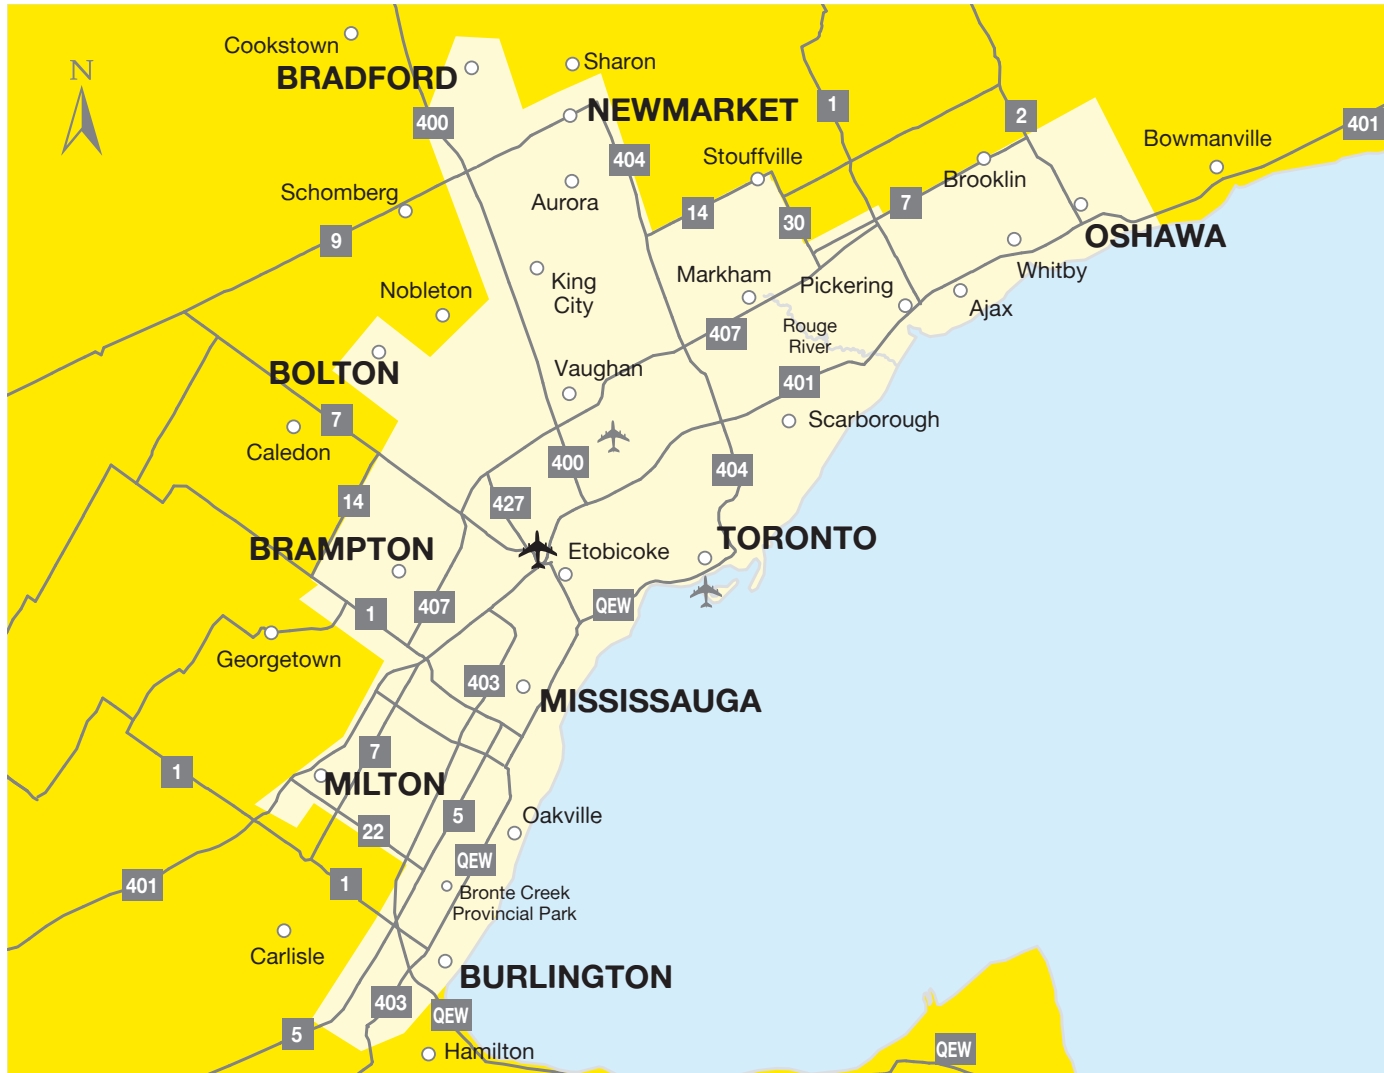 Cookstown
N
BRADFORD
Sharon
400
NEWMARKET
1
2
401
Bowmanville
404
Stouffville
Brooklin
Schomberg
Aurora
14
30
7
9
OSHAWA
King
City
Markham
Pickering
Whitby
Nobleton
Ajax
407
Rouge
River
BOLTON
Vaughan
401
7
Scarborough
Caledon
400
404
14
427
BRAMPTON
Etobicoke
TORONTO
1
407
QEW
Georgetown
403
MISSISSAUGA
7
1
MILTON
5
Oakville
22
QEW
401
1
Bronte Creek
Provincial Park
Carlisle
BURLINGTON
403
QEW
5
Hamilton
QEW